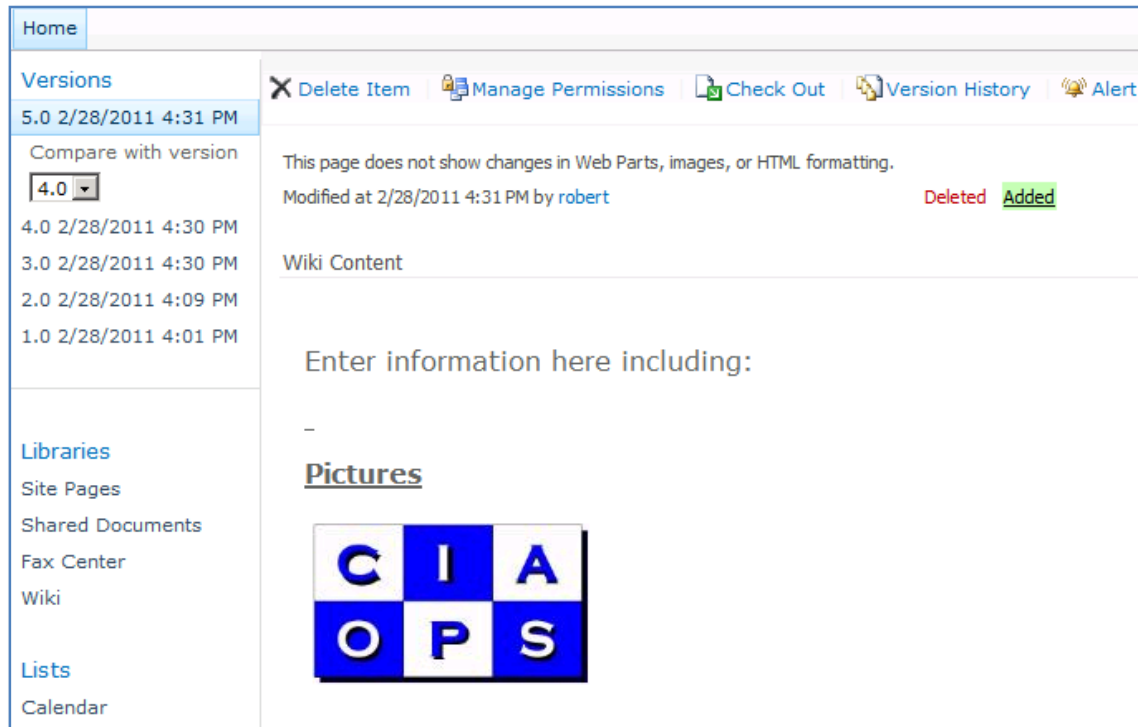 Home
Versions
5.0 2/28/2011 4:31 PM
Compare with version
4.0
4.0 2/28/2011 4:30 PM
3.0 2/28/2011 4:30 PM
2.0 2/28/2011 4:09 PM
1.0 2/28/2011 4:01 PM
Libraries
Site Pages
Shared Documents
Fax Center
Wiki
Lists
Calendar
Delete Item Manage Permissions Check Out Version History Alert
This page does not show changes in Web Parts, images, or HTML formatting.
Modified at 2/28/2011 4:31 PM by robert Deleted Added
Wiki Content
Enter information here including:
Pictures
C I A
O P S